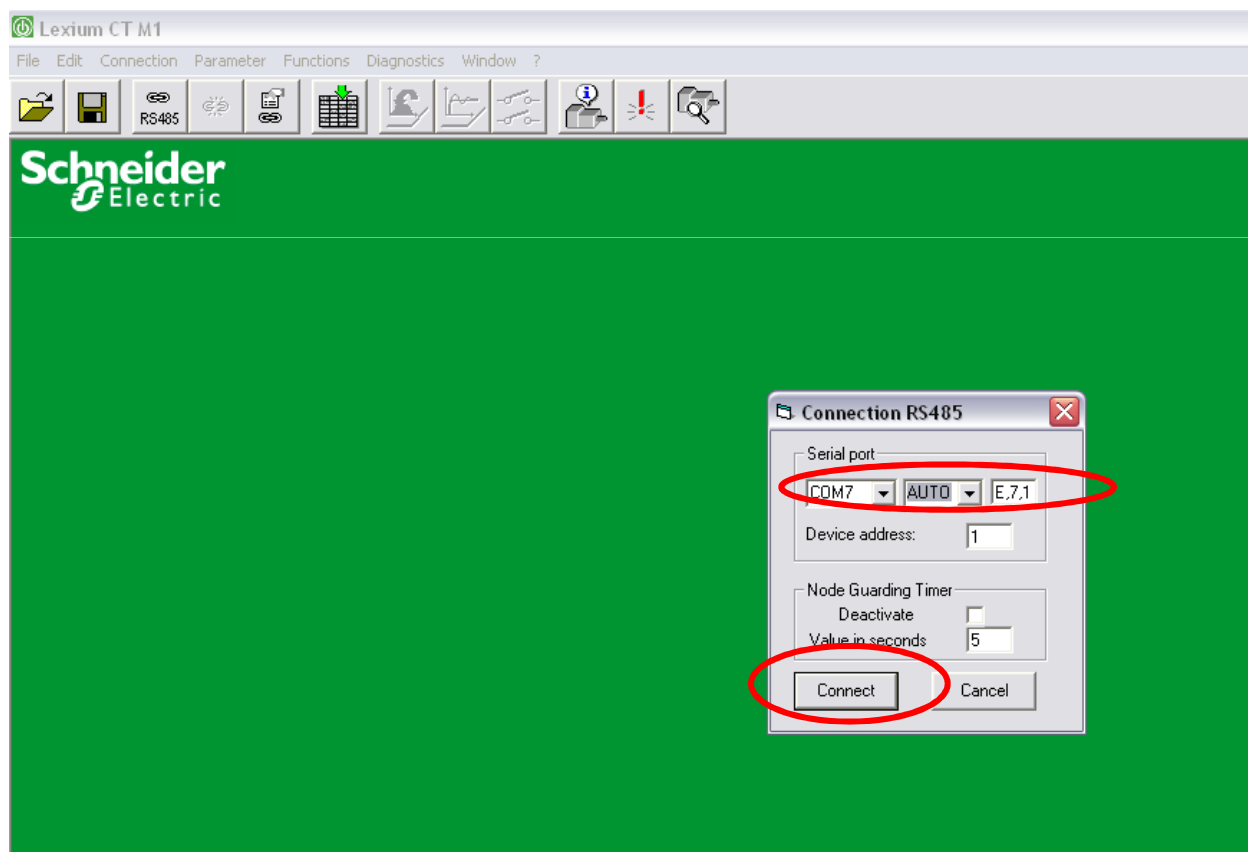 Lexium CT M1
File Edit Connection Parameter Functions Diagnostics Window ?
RS485
Schneider
Electric
Connection RS485
Serial port
COM7 AUTO E,7,1
Device address: 1
Node Guarding Timer
Deactivate
Value in seconds 5
Connect Cancel